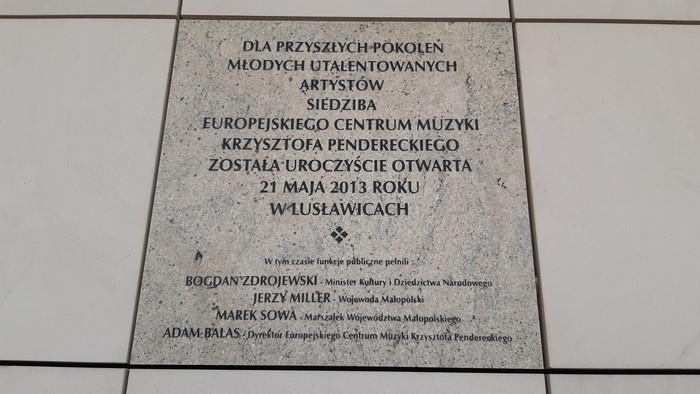 DLA PRZYSZŁYCH POKOLEŃ
MŁODYCH UTALENTOWANYCH
ARTYSTÓW
SIEDZIBA
EUROPEJSKIEGO CENTRUM MUZYKI
KRZYSZTOFA PENDERECKIEGO
ZOSTAŁA UROCZYŚCIE OTWARTA
21 MAJA 2013 ROKU
W LUSŁAWICACH
W tym czasie funkcje publiczne pełnili :
BOGDAN ZDROJEWSKI - Minister Kultury i Dziedzictwa Narodowego
JERZY MILLER - Wojewoda Małopolski
MAREK SOWA - Marszałek Województwa Małopolskiego
ADAM BALAS - Dyrektor Europejskiego Centrum Muzyki Krzysztofa Pendereckiego